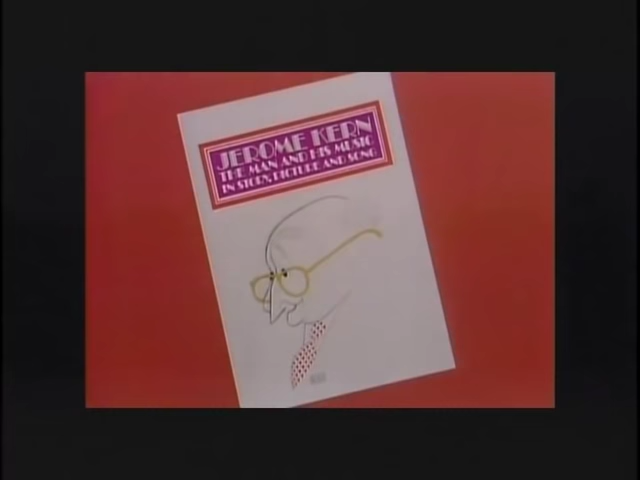 JEROME KERN
THE MAN AND HIS MUSIC
IN STORY, PICTURE AND SONG